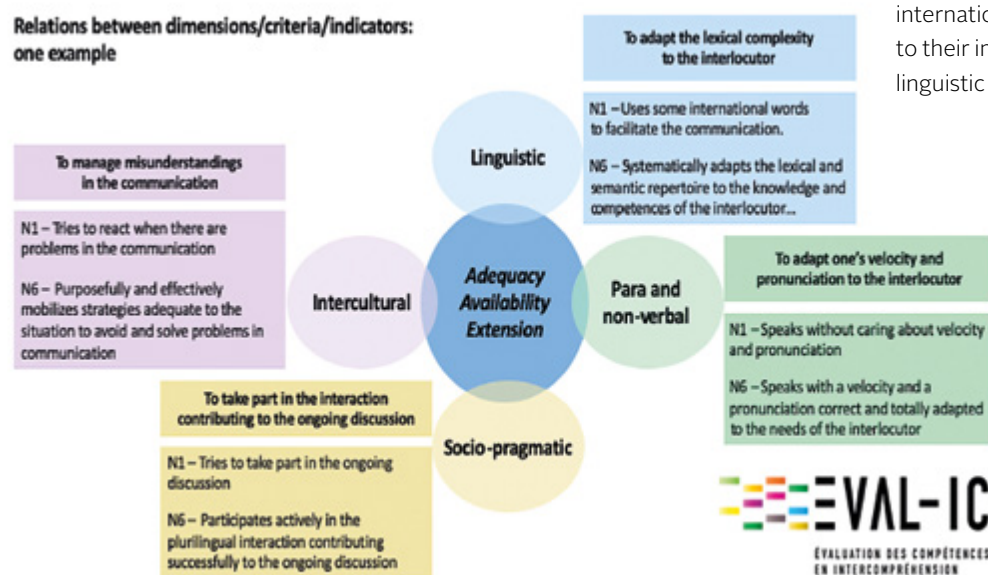 Relations between dimensions/criteria/indicators:
one example
internatio
to their in
linguistic
To adapt the lexical complexity
to the interlocutor
N1 – Uses some international words
to facilitate the communication.
N6 – Systematically adapts the lexical and
semantic repertoire to the knowledge and
competences of the interlocutor...
Linguistic
To manage misunderstandings
in the communication
N1 – Tries to react when there are
problems in the communication
N6 – Purposefully and effectively
mobilizes strategies adequate to the
situation to avoid and solve problems in
communication
Intercultural
Adequacy
Availability
Extension
Para and
non-verbal
To adapt one's velocity and
pronunciation to the interlocutor
N1 – Speaks without caring about velocity
and pronunciation
N6 – Speaks with a velocity and a
pronunciation correct and totally adapted
to the needs of the interlocutor
To take part in the interaction
contributing to the ongoing discussion
N1 – Tries to take part in the ongoing
discussion
N6 – Participates actively in the
plurilingual interaction contributing
successfully to the ongoing discussion
Socio-pragmatic
EVAL-IC
ÉVALUATION DES COMPÉTENCES
EN INTERCOMPRÉHENSION